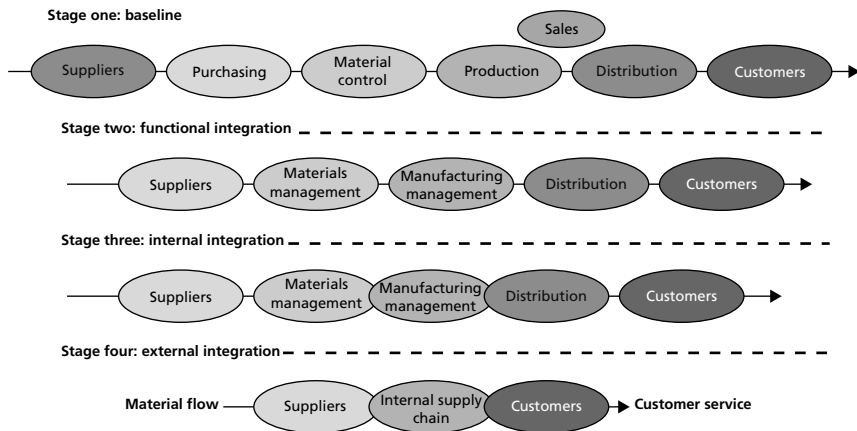 Stage one: baseline
Sales
Suppliers
Purchasing
Material
control
Production
Distribution
Customers
Stage two: functional integration
Suppliers
Materials
management
Manufacturing
management
Distribution
Customers
Stage three: internal integration
Suppliers
Materials
management
Manufacturing
management
Distribution
Customers
Stage four: external integration
Material flow
Suppliers
Internal supply
chain
Customers
Customer service